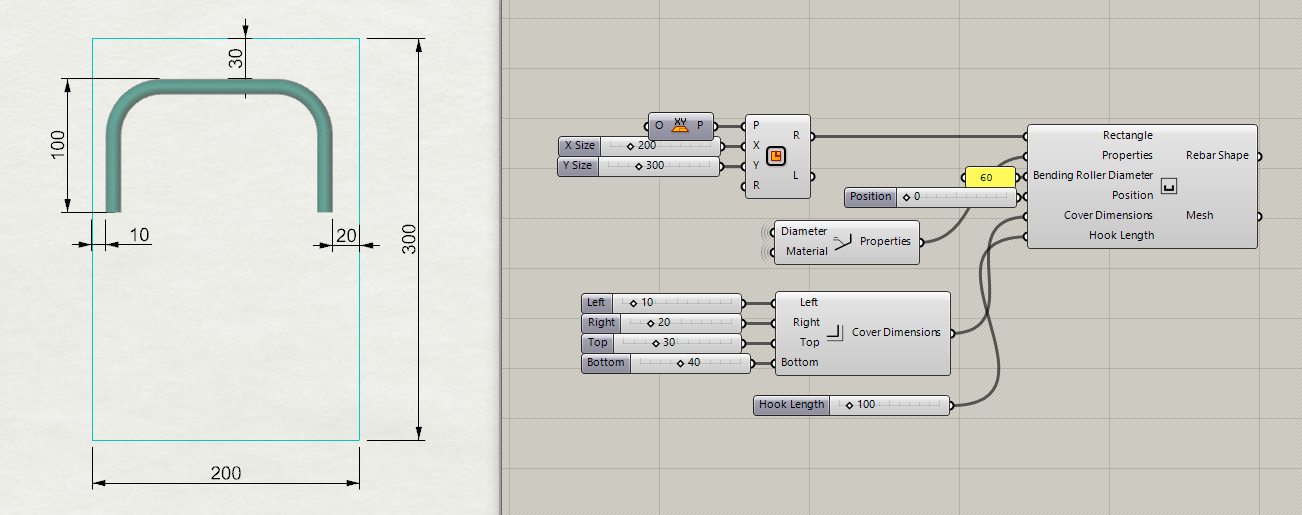 30
100
10
20
300
200
O XY P
X Size 200
Y Size 300
P
X
Y
R
R
L
Diameter
Material
Properties
60
Position 0
Rectangle
Properties
Bending Roller Diameter
Position
Cover Dimensions
Hook Length
Rebar Shape
Mesh
Left 10
Right 20
Top 30
Bottom 40
Left
Right
Top
Bottom
Cover Dimensions
Hook Length 100